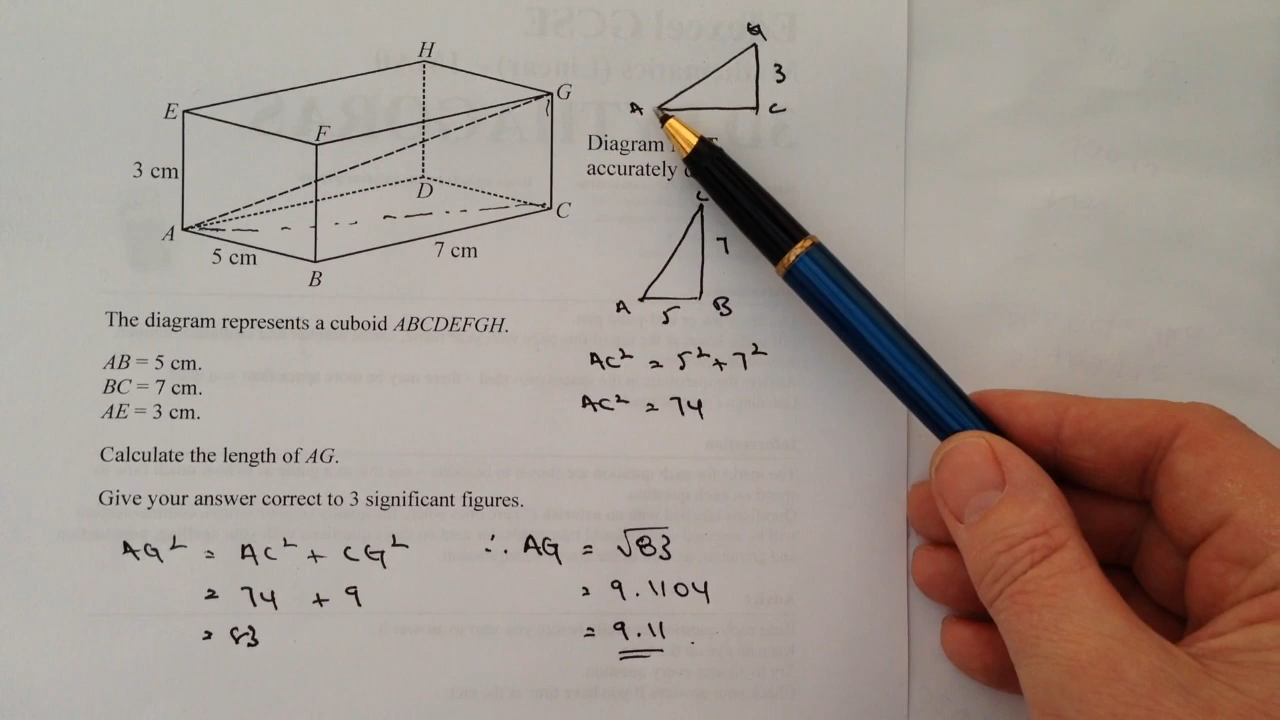 H
E
F
G
3 cm
D
A
C
5 cm
7 cm
B
G
3
A
C
Diagram
accurately
C
7
A
5
B
The diagram represents a cuboid ABCDEFGH.
AB = 5 cm.
BC = 7 cm.
AE = 3 cm.
AC² = 5² + 7²
AC² = 74
Calculate the length of AG.
Give your answer correct to 3 significant figures.
AG² = AC² + CG²
= 74 + 9
= 83
∴ AG = √83
= 9.1104
= 9.11